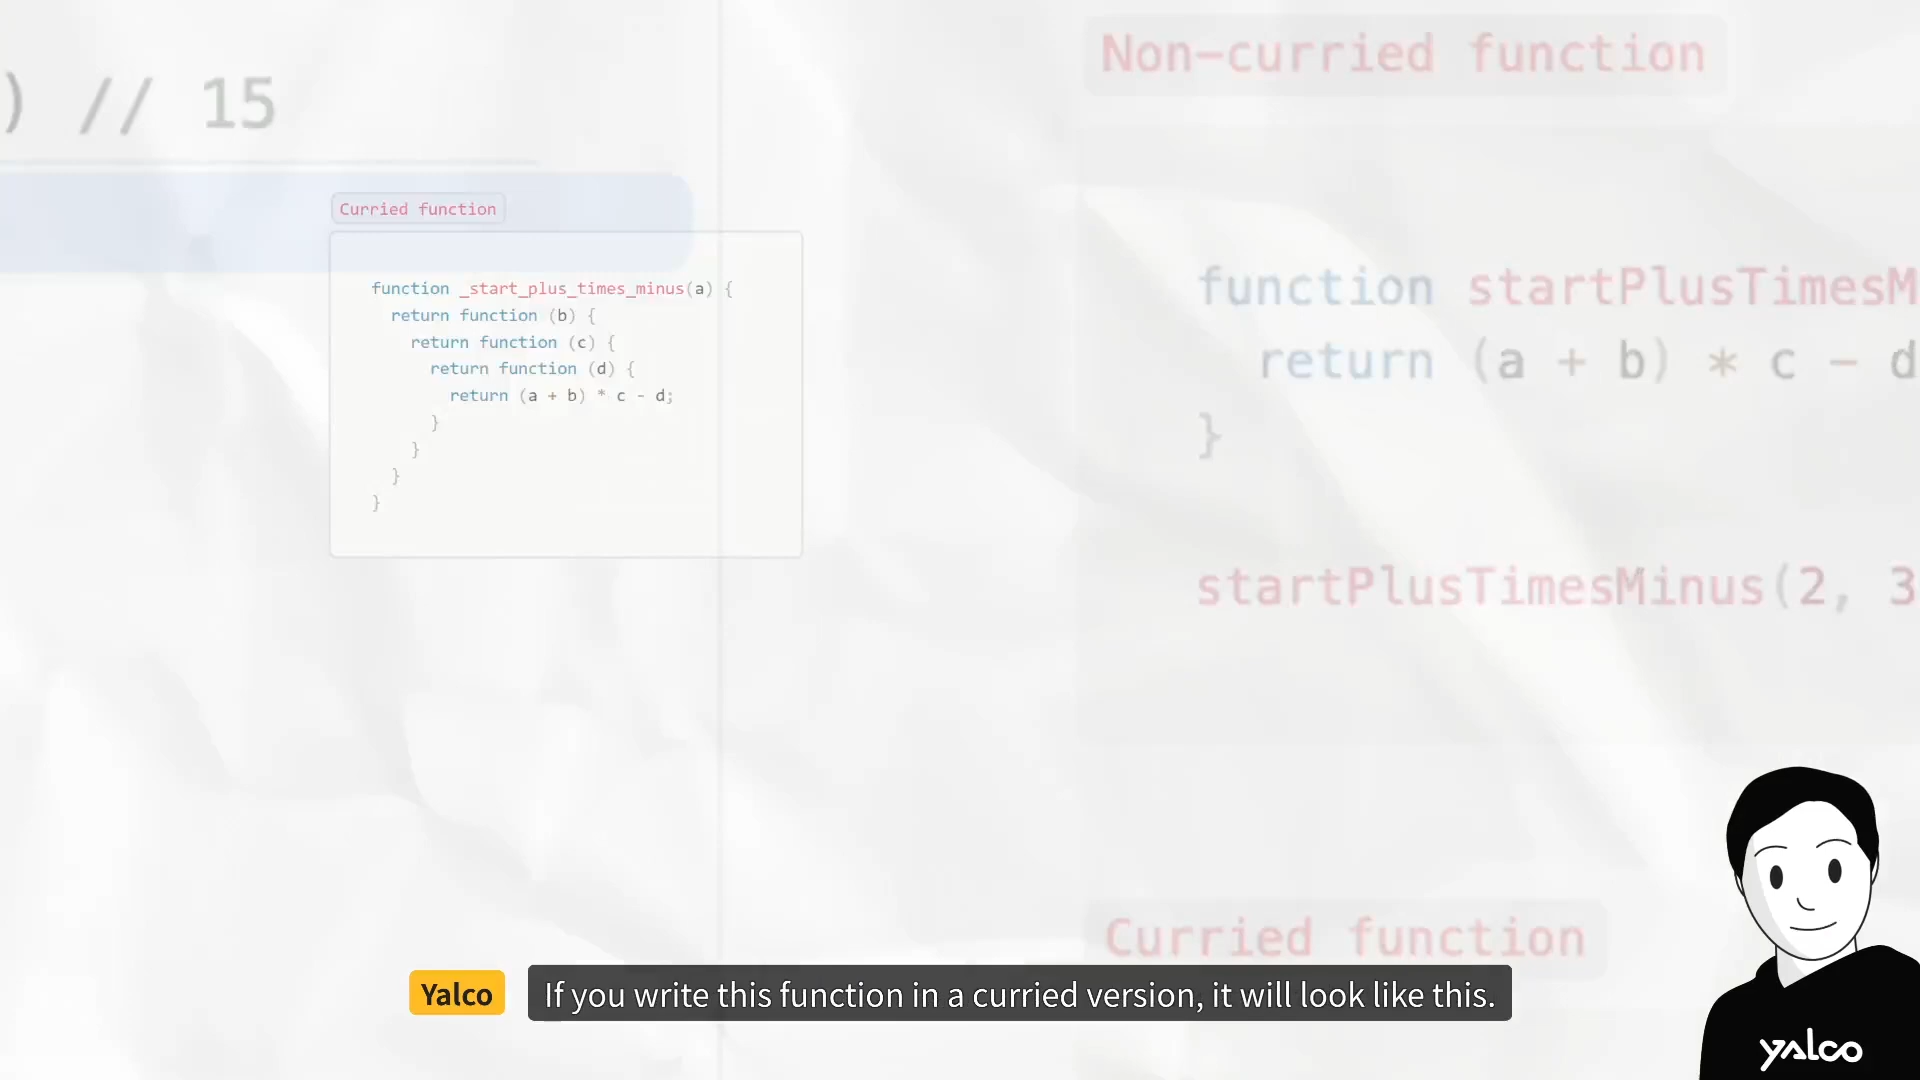 ) // 15
Curried function
function _start_plus_times_minus(a) {
return function (b) {
return function (c) {
return function (d) {
return (a + b) * c - d;
}
}
}
}
Non-curried function
function startPlusTimesM
return (a + b) * c - d
}
startPlusTimesMinus(2, 3
Curried function
Yalco If you write this function in a curried version, it will look like this.
yalco